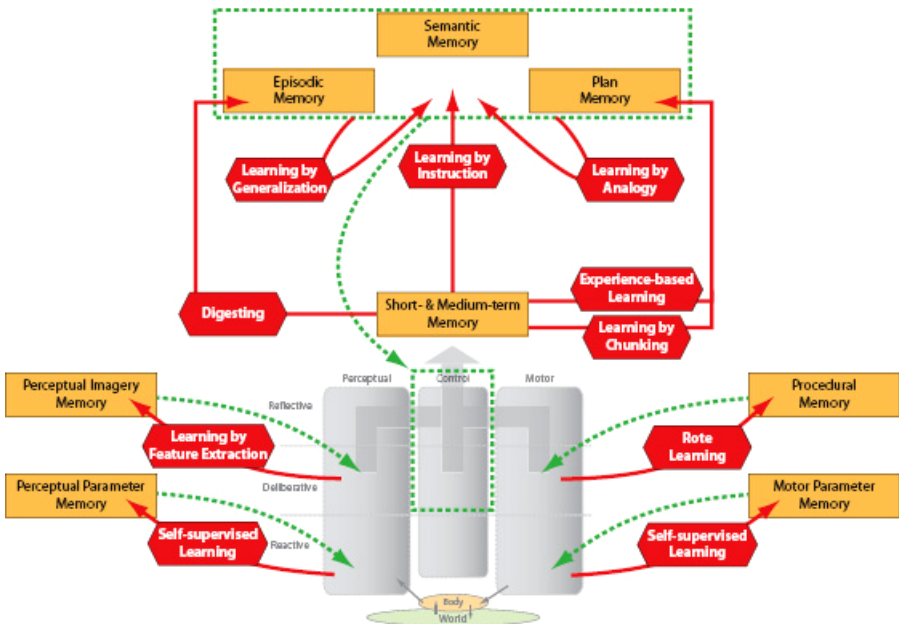 Semantic
Memory
Episodic
Memory
Plan
Memory
Learning by
Generalization
Learning by
Instruction
Learning by
Analogy
Experience-based
Learning
Digesting
Short- & Medium-term
Memory
Learning by
Chunking
Perceptual
Control
Motor
Perceptual Imagery
Memory
Procedural
Memory
Reflective
Learning by
Feature Extraction
Rote
Learning
Perceptual Parameter
Memory
Deliberative
Motor Parameter
Memory
Self-supervised
Learning
Reactive
Self-supervised
Learning
Body
World